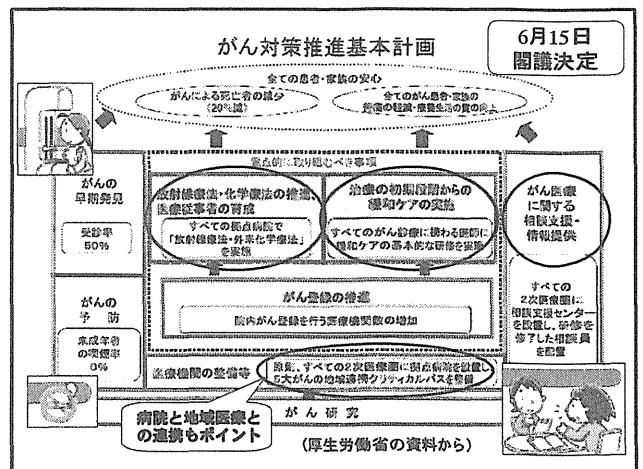 がん対策推進基本計画
6月15日
閣議決定
全ての患者・家族の安心
がんによる死亡者の減少
(20%減)
全てのがん患者・家族の
苦痛の軽減・療養生活の質の向上
重点的に取り組むべき事項
がんの
早期発見
受診率
50%
放射線療法・化学療法の推進、
医療従事者の育成
すべての拠点病院で
「放射線療法・外来化学療法」
を実施
治療の初期段階からの
緩和ケアの実施
すべてのがん診療に携わる医師に
緩和ケアの基本的な研修を実施
がん医療
に関する
相談支援・
情報提供
すべての
2次医療圏に
相談支援センター
を設置し、研修を
修了した相談員
を配置
がん登録の推進
院内がん登録を行う医療機関数の増加
がんの
予防
未成年者
の喫煙率
0%
医療機関の整備等
原則、すべての2次医療圏に拠点病院を設置し
5大がんの地域連携クリティカルパスを整備
がん研究
病院と地域医療と
の連携もポイント
(厚生労働省の資料から)